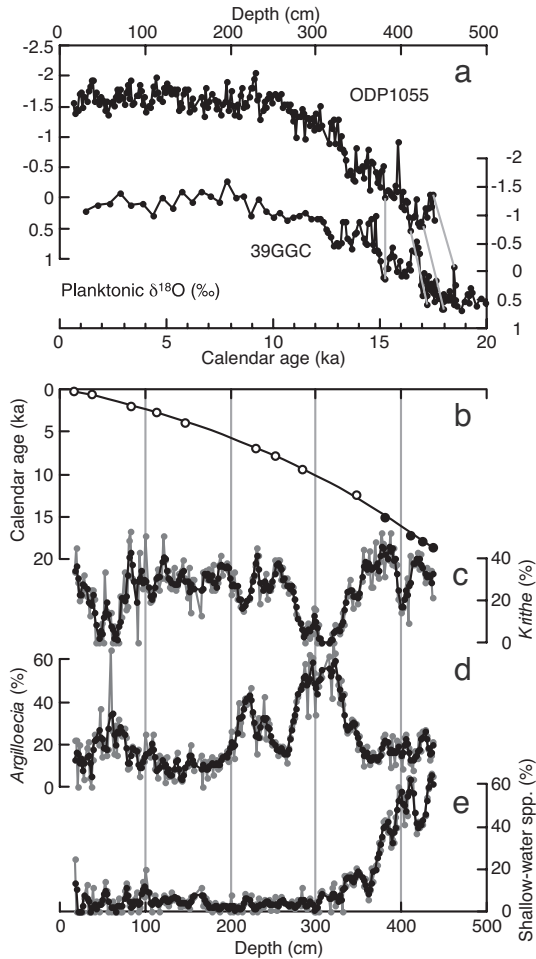 Depth (cm)
0 100 200 300 400 500
-2.5
-2
-1.5
-1
-0.5
0
0.5
1
a
ODP1055
39GGC
Planktonic δ¹⁸O (‰)
-2
-1.5
-1
-0.5
0
0.5
1
0 5 10 15 20
Calendar age (ka)
b
Calendar age (ka)
0
5
10
15
20
c
Krithe (%)
40
20
0
d
Argilloecia (%)
60
40
20
0
e
Shallow-water spp. (%)
60
40
20
0
0 100 200 300 400 500
Depth (cm)